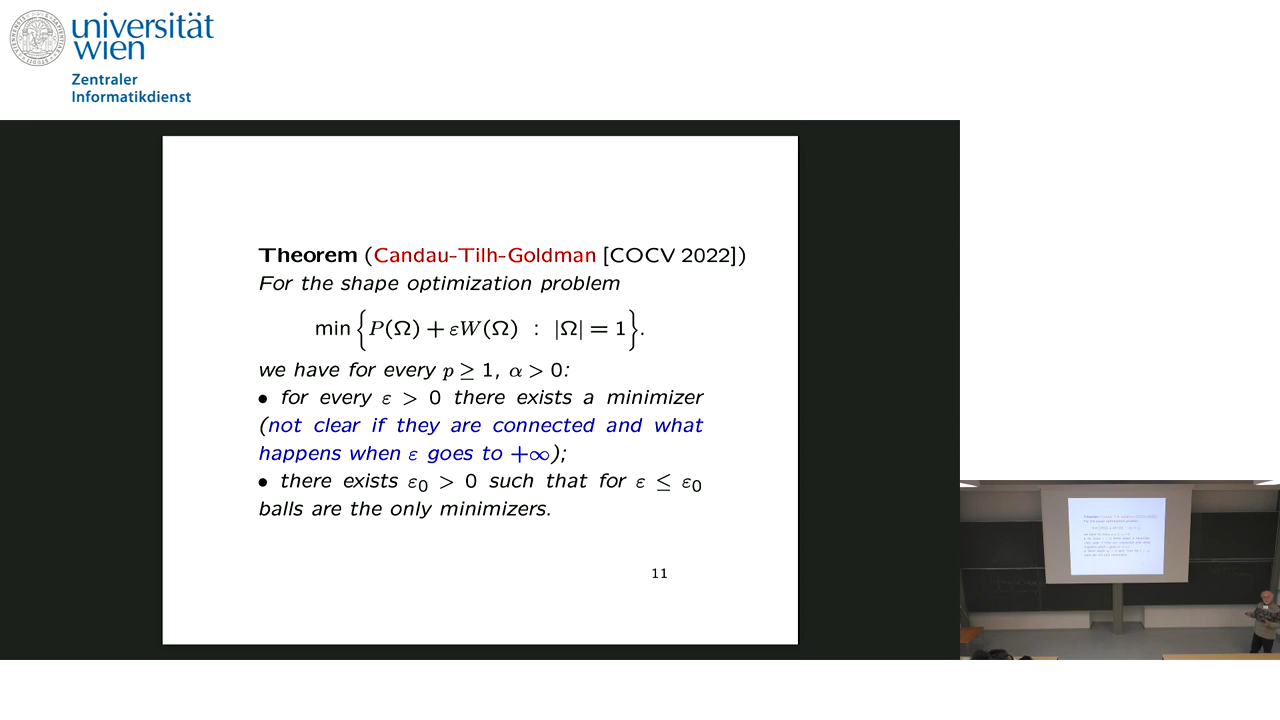 universität
wien
Zentraler
Informatikdienst
Theorem (Candau-Tilh-Goldman [COCV 2022])
For the shape optimization problem
min { P(Ω) + εW(Ω) : |Ω| = 1 }.
we have for every p ≥ 1, α > 0:
• for every ε > 0 there exists a minimizer
(not clear if they are connected and what
happens when ε goes to +∞);
• there exists ε₀ > 0 such that for ε ≤ ε₀
balls are the only minimizers.
11